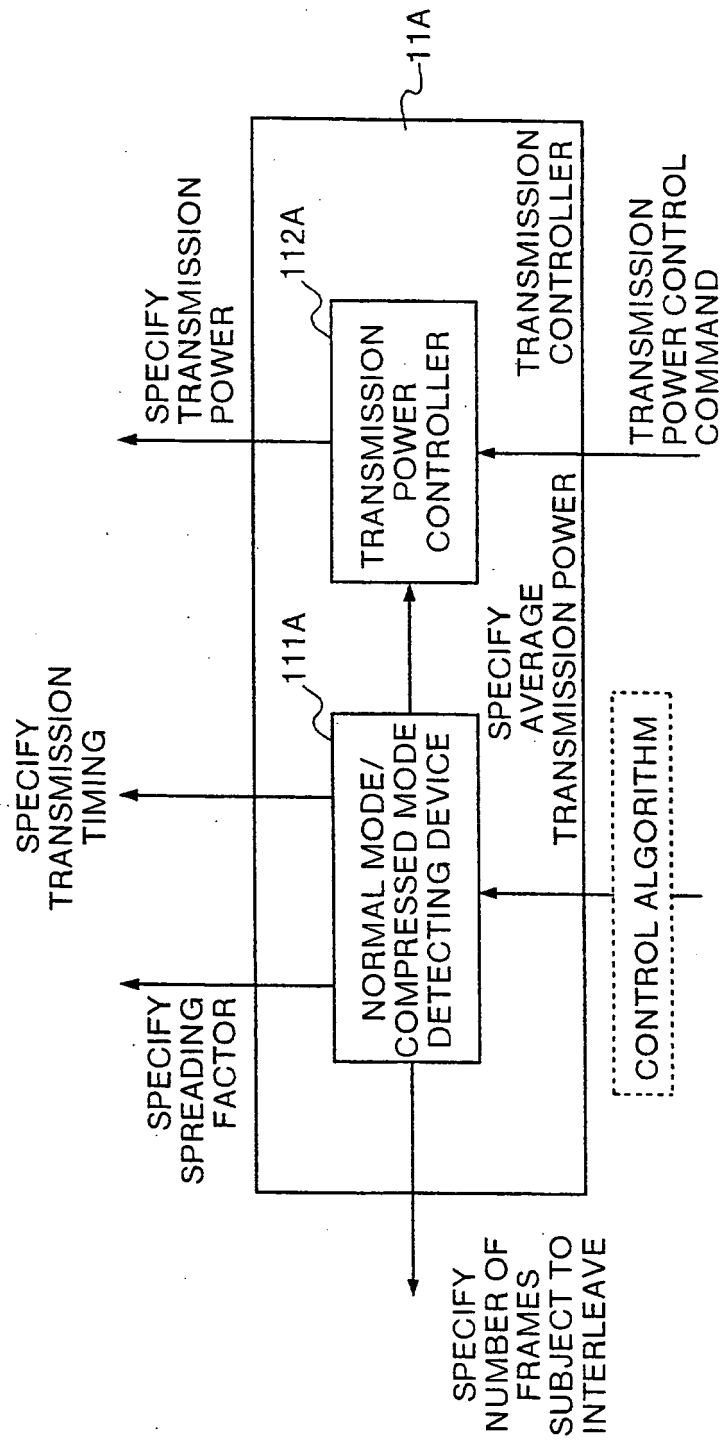 SPECIFY
TRANSMISSION
TIMING
SPECIFY
SPREADING
FACTOR
SPECIFY
TRANSMISSION
POWER
111A
112A
11A
NORMAL MODE/
COMPRESSED MODE
DETECTING DEVICE
TRANSMISSION
POWER
CONTROLLER
SPECIFY
NUMBER OF
FRAMES
SUBJECT TO
INTERLEAVE
SPECIFY
AVERAGE
TRANSMISSION POWER
TRANSMISSION
CONTROLLER
CONTROL ALGORITHM
TRANSMISSION
POWER CONTROL
COMMAND